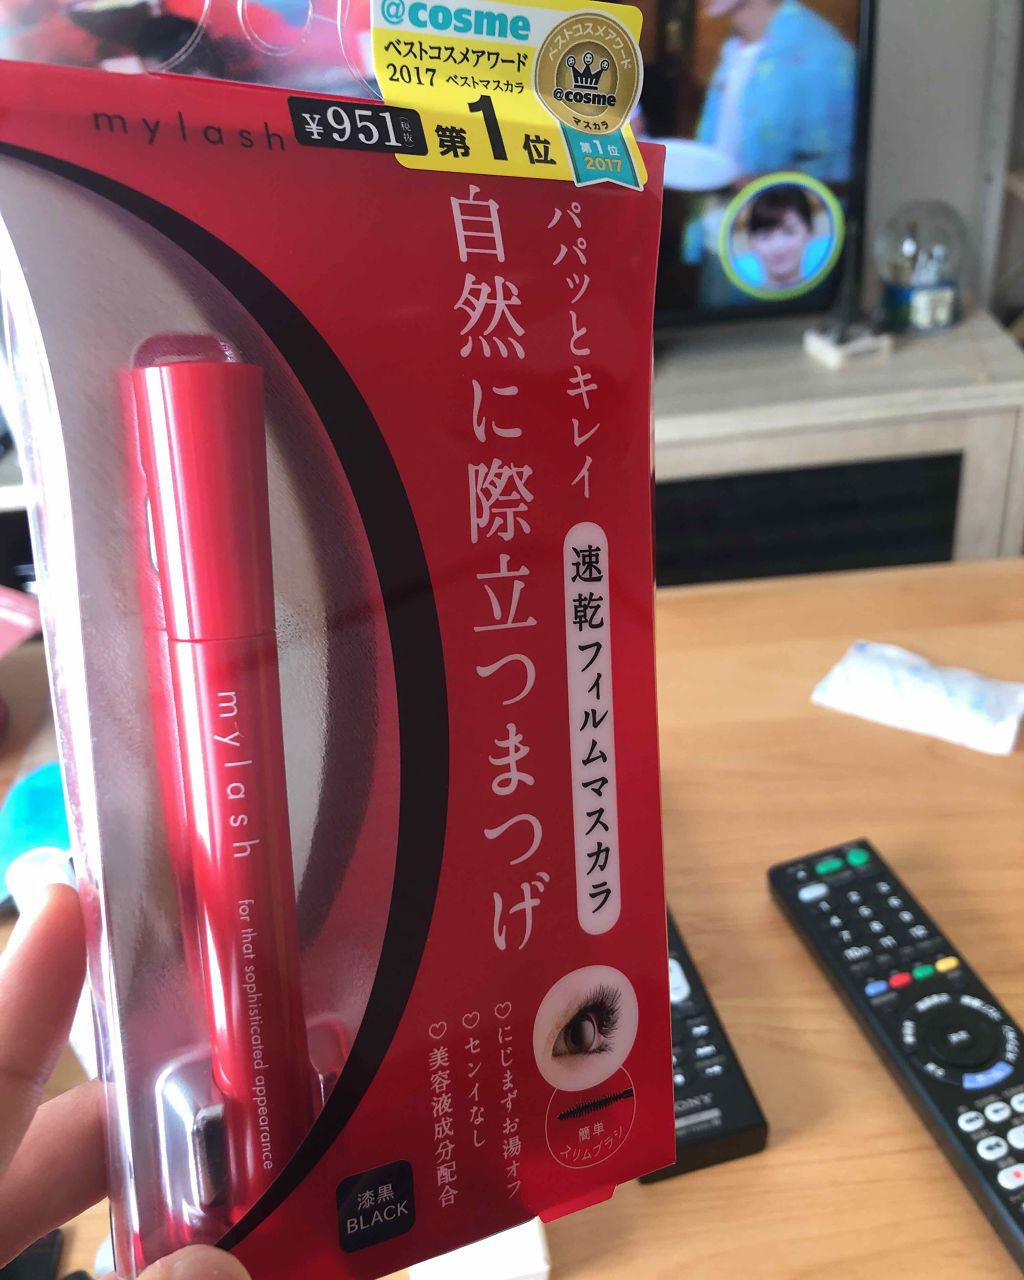 @cosme
ベストコスメアワード
2017 ベストマスカラ
第1位
ベストコスメアワード
@cosme
マスカラ
第1位
2017
mylash
¥951(税抜)
パパッとキレイ
自然に際立つまつげ
速乾フィルムマスカラ
mylash
for that sophisticated appearance
♡にじまずお湯オフ
♡センイなし
♡美容液成分配合
簡単
スリムブラシ
漆黒
BLACK
SONY